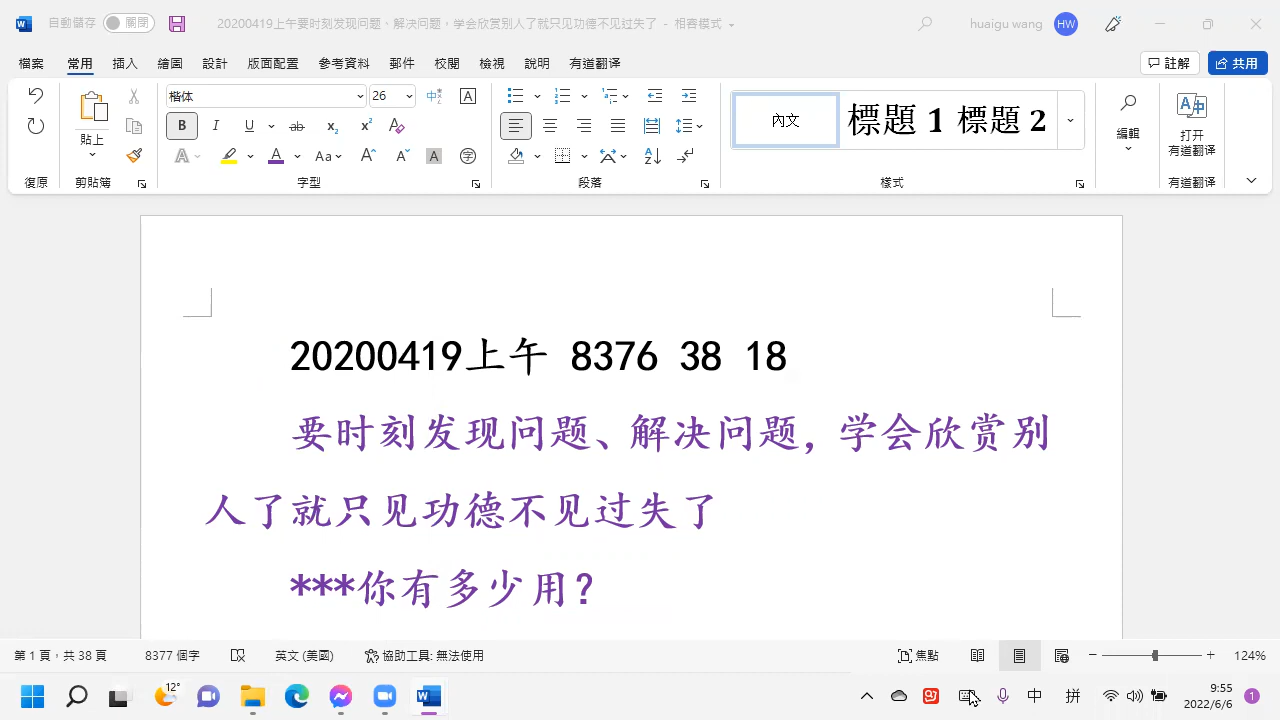 自動儲存 關閉 20200419上午要时刻发现问题、解决问题，学会欣赏别人了就只见功德不见过失了 - 相容模式 huaigu wang HW
檔案 常用 插入 繪圖 設計 版面配置 參考資料 郵件 校閱 檢視 說明 有道翻译 註解 共用
楷体 26
內文 標題 1 標題 2
貼上 編輯 打开有道翻译
復原 剪貼簿 字型 段落 樣式 有道翻译
20200419上午 8376 38 18
要时刻发现问题、解决问题，学会欣赏别
人了就只见功德不见过失了
***你有多少用？
第 1 頁，共 38 頁 8377 個字 英文 (美國) 協助工具: 無法使用 焦點 124%
12° 中 拼 9:55
2022/6/6 1